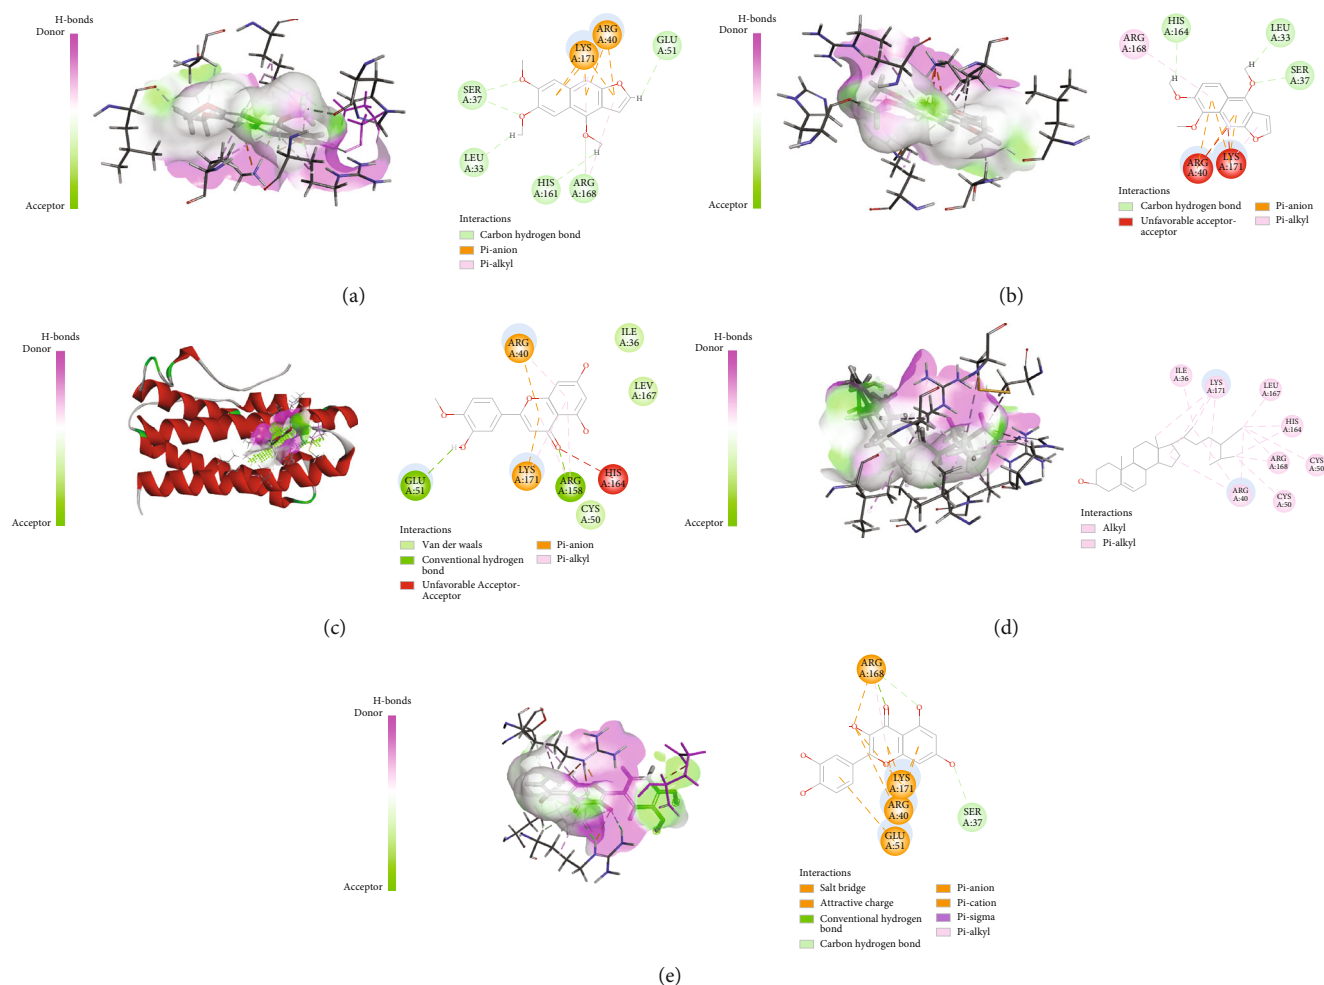 H-bonds
Donor
Acceptor
ARG
A:40
LYS
A:171
GLU
A:51
SER
A:37
LEU
A:33
HIS
A:161
ARG
A:168
O
O
O
O
H
H
H
Interactions
Carbon hydrogen bond
Pi-anion
Pi-alkyl
(a)
H-bonds
Donor
Acceptor
HIS
A:164
ARG
A:168
LEU
A:33
SER
A:37
H
H
O
O
O
O
ARG
A:40
LYS
A:171
Interactions
Carbon hydrogen bond
Unfavorable acceptor-
acceptor
Pi-anion
Pi-alkyl
(b)
H-bonds
Donor
Acceptor
ARG
A:40
ILE
A:36
LEV
A:167
O
O
O
O
O
H
O
GLU
A:51
LYS
A:171
ARG
A:158
HIS
A:164
CYS
A:50
Interactions
Van der waals
Conventional hydrogen
bond
Unfavorable Acceptor-
Acceptor
Pi-anion
Pi-alkyl
(c)
H-bonds
Donor
Acceptor
ILE
A:36
LYS
A:171
LEU
A:167
HIS
A:164
ARG
A:168
CYS
A:50
ARG
A:40
CYS
A:50
O
Interactions
Alkyl
Pi-alkyl
(d)
H-bonds
Donor
Acceptor
ARG
A:168
O
O
O
O
O
O
O
LYS
A:171
ARG
A:40
GLU
A:51
SER
A:37
Interactions
Salt bridge
Attractive charge
Conventional hydrogen
bond
Carbon hydrogen bond
Pi-anion
Pi-cation
Pi-sigma
Pi-alkyl
(e)